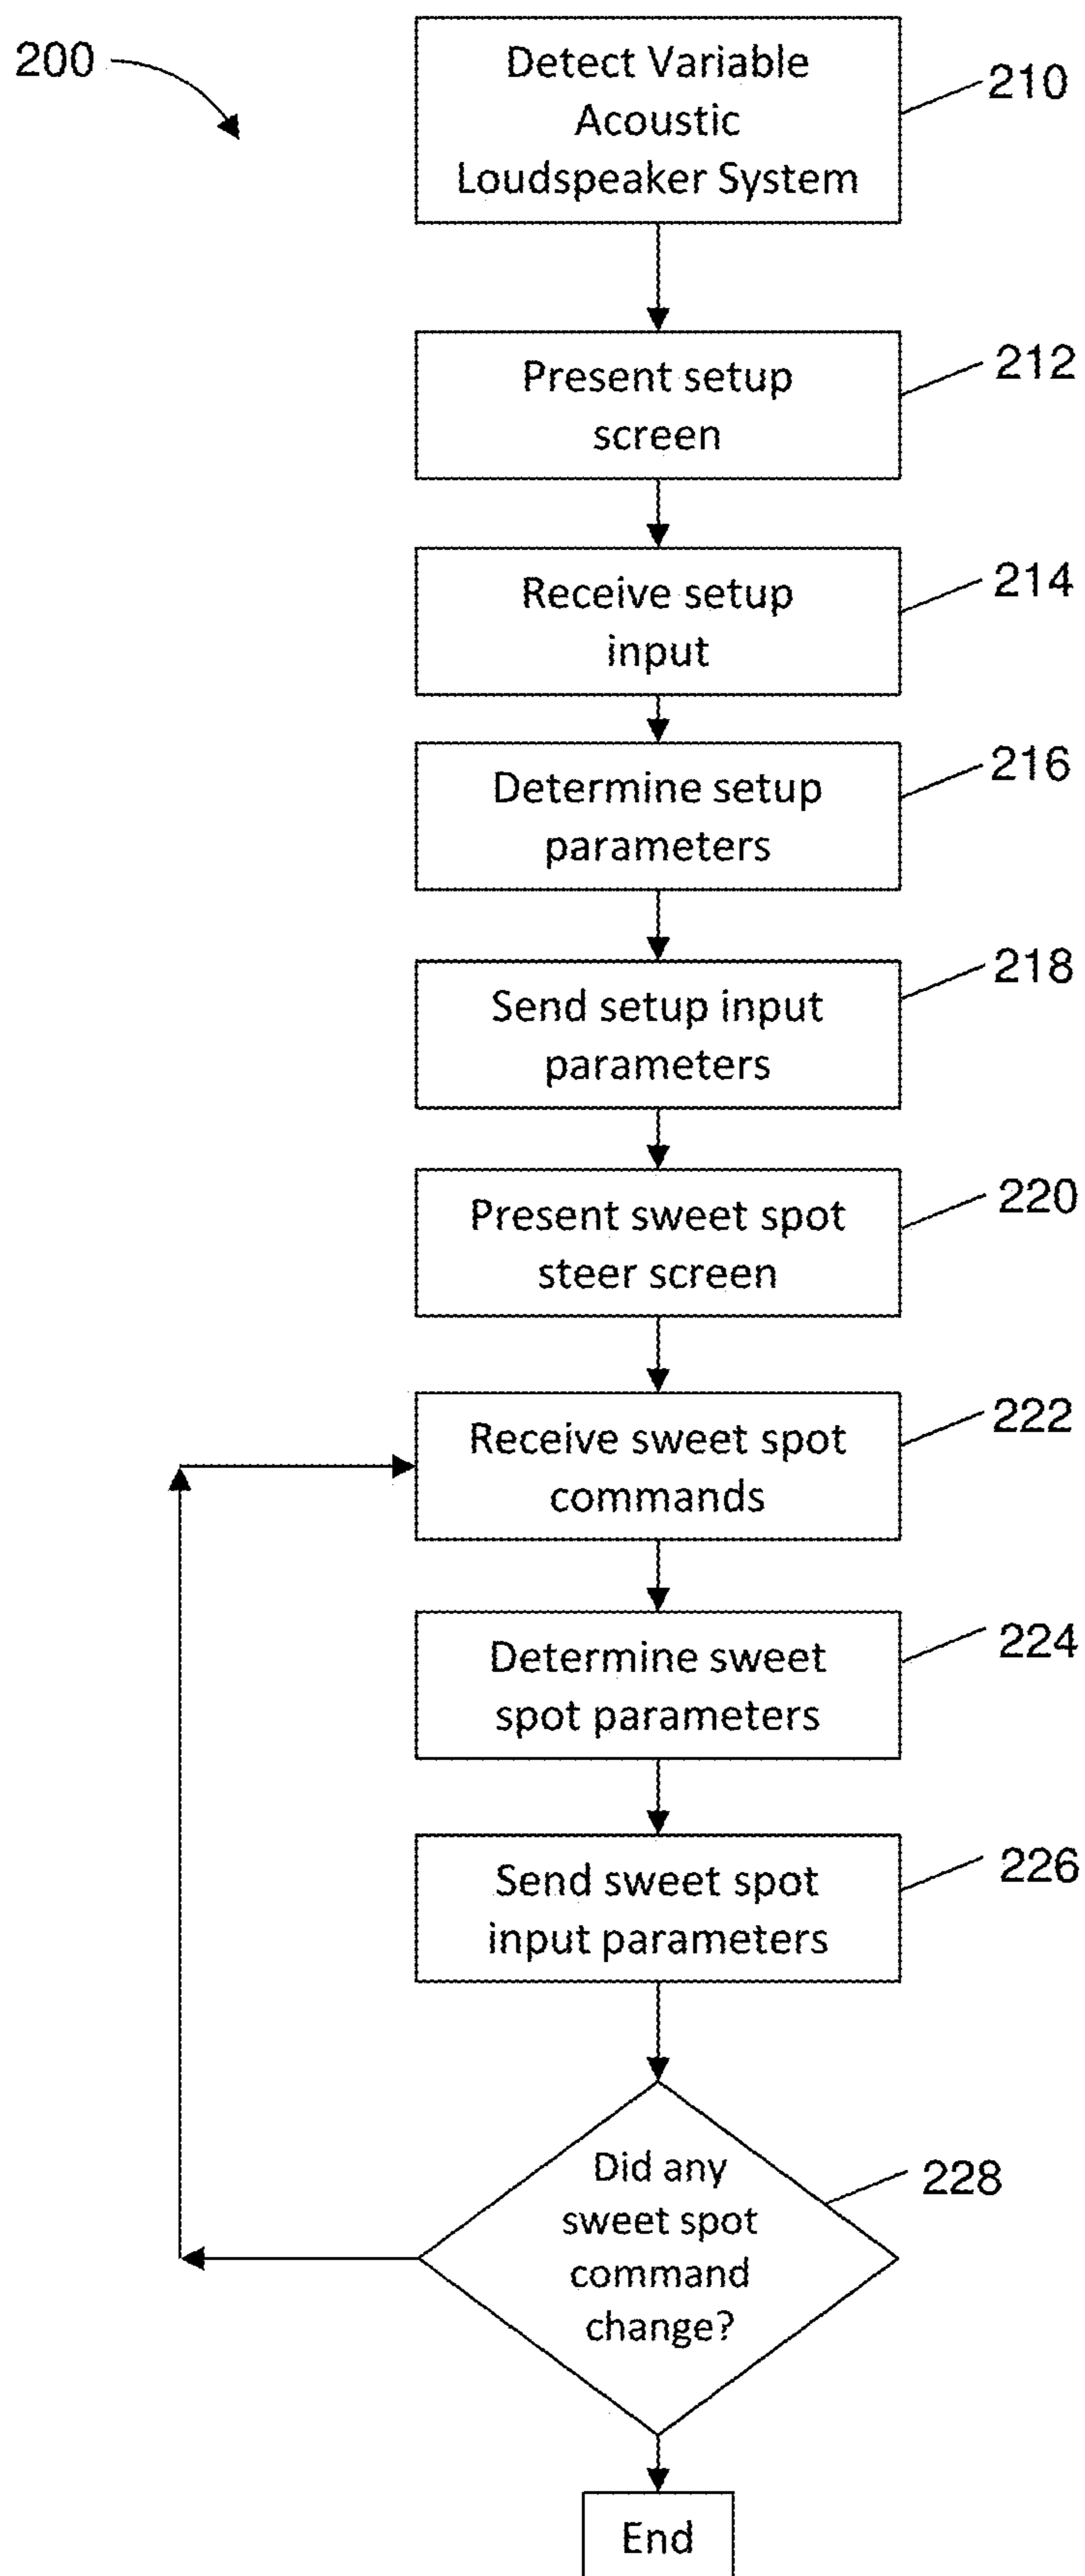 200
Detect Variable
Acoustic
Loudspeaker System
210
Present setup
screen
212
Receive setup
input
214
Determine setup
parameters
216
Send setup input
parameters
218
Present sweet spot
steer screen
220
Receive sweet spot
commands
222
Determine sweet
spot parameters
224
Send sweet spot
input parameters
226
Did any
sweet spot
command
change?
228
End